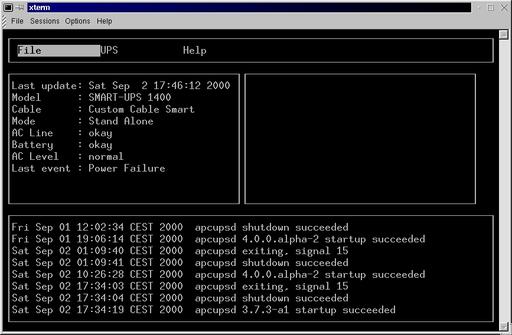 xterm
File Sessions Options Help
File UPS Help
Last update: Sat Sep  2 17:46:12 2000
Model      : SMART-UPS 1400
Cable      : Custom Cable Smart
Mode       : Stand Alone
AC Line    : okay
Battery    : okay
AC Level   : normal
Last event : Power Failure
Fri Sep 01 12:02:34 CEST 2000  apcupsd shutdown succeeded
Fri Sep 01 19:06:14 CEST 2000  apcupsd 4.0.0.alpha-2 startup succeeded
Sat Sep 02 01:09:40 CEST 2000  apcupsd exiting, signal 15
Sat Sep 02 01:09:41 CEST 2000  apcupsd shutdown succeeded
Sat Sep 02 10:26:28 CEST 2000  apcupsd 4.0.0.alpha-2 startup succeeded
Sat Sep 02 17:34:03 CEST 2000  apcupsd exiting, signal 15
Sat Sep 02 17:34:04 CEST 2000  apcupsd shutdown succeeded
Sat Sep 02 17:34:19 CEST 2000  apcupsd 3.7.3-a1 startup succeeded